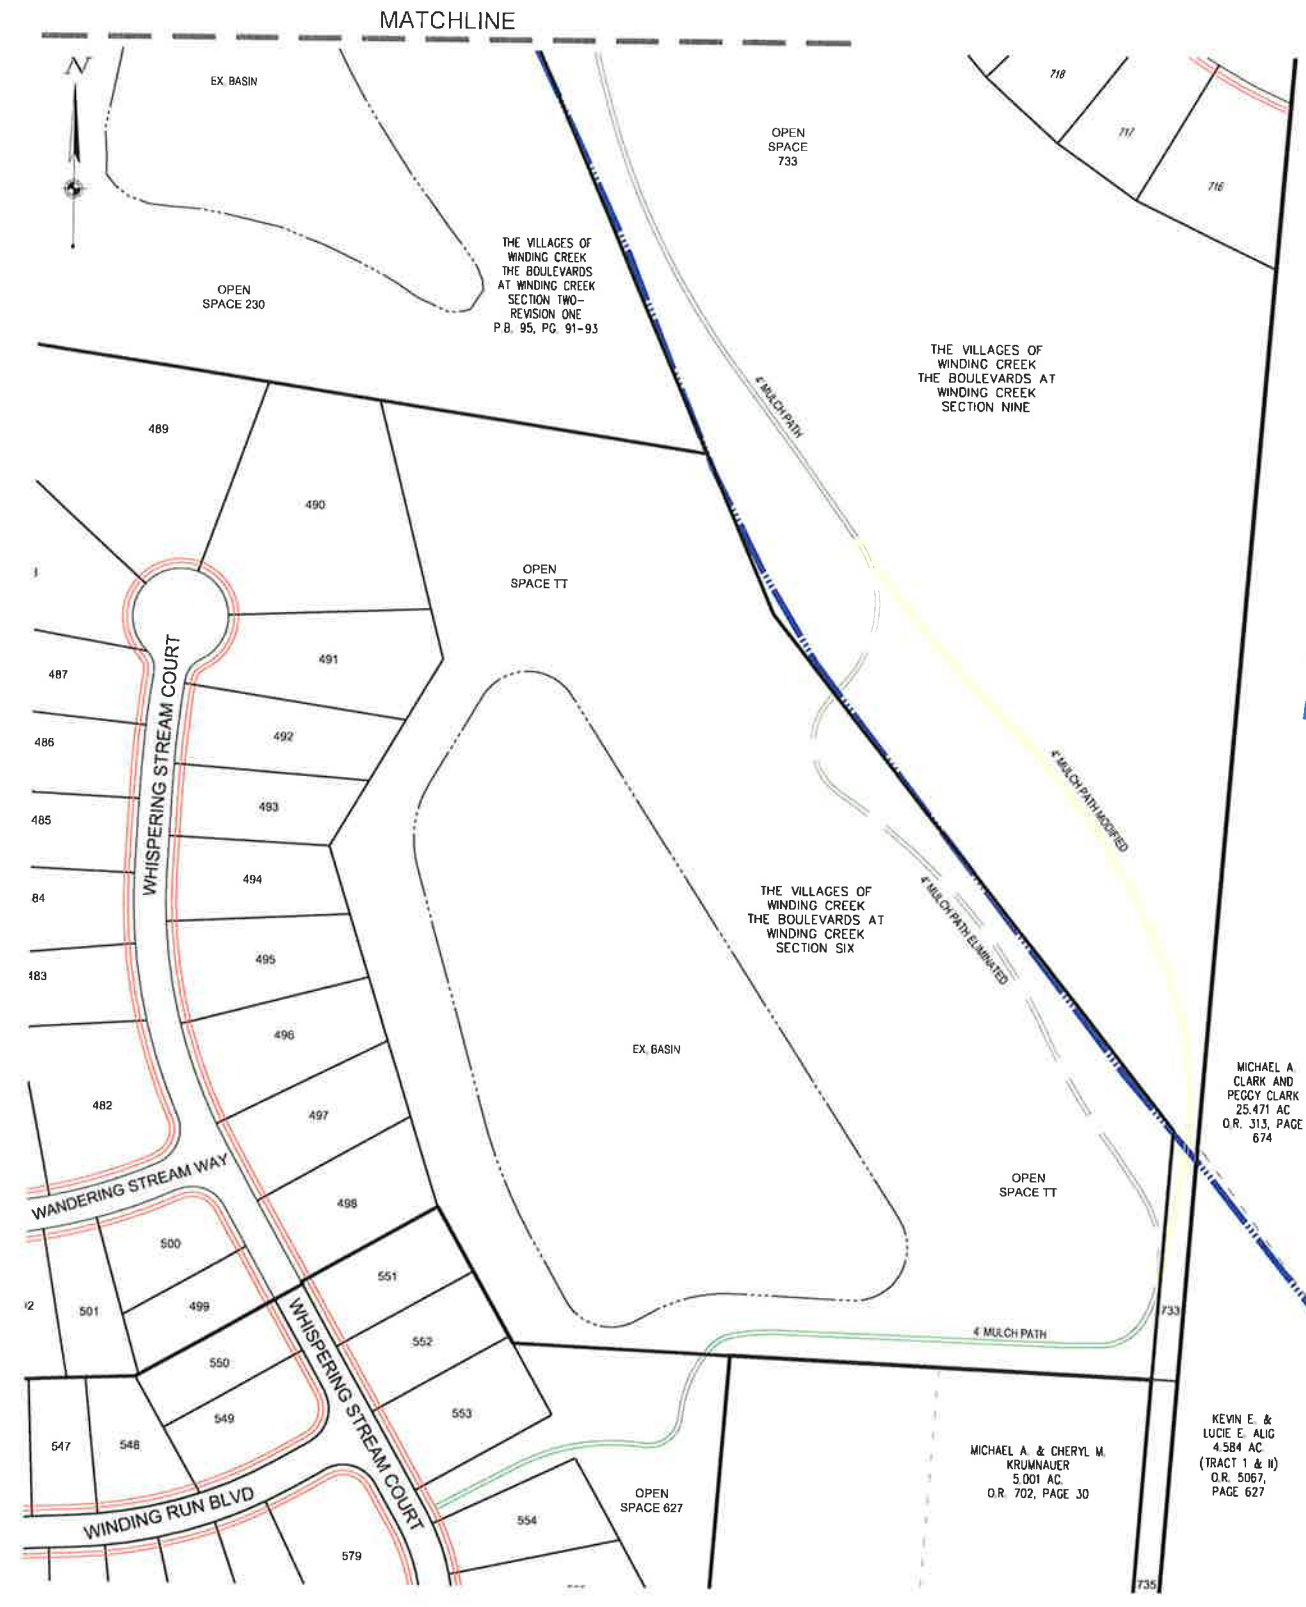 MATCHLINE
N
EX. BASIN
OPEN
SPACE
733
718
717
716
THE VILLAGES OF
WINDING CREEK
THE BOULEVARDS
AT WINDING CREEK
SECTION TWO-
REVISION ONE
P.B. 95, PG. 91-93
OPEN
SPACE 230
THE VILLAGES OF
WINDING CREEK
THE BOULEVARDS AT
WINDING CREEK
SECTION NINE
4' MULCH PATH
489
490
OPEN
SPACE TT
491
487
WHISPERING STREAM COURT
492
486
493
485
4' MULCH PATH MODIFIED
494
84
THE VILLAGES OF
WINDING CREEK
THE BOULEVARDS AT
WINDING CREEK
SECTION SIX
4' MULCH PATH ELIMINATED
495
483
496
EX. BASIN
MICHAEL A.
CLARK AND
PEGGY CLARK
25.471 AC
O.R. 313, PAGE
674
482
497
WANDERING STREAM WAY
OPEN
SPACE TT
498
500
551
499
501
733
WHISPERING STREAM COURT
552
4' MULCH PATH
550
553
549
547
548
KEVIN E. &
LUCIE E. ALIG
4.584 AC.
(TRACT 1 & II)
O.R. 5067,
PAGE 627
MICHAEL A. & CHERYL M.
KRUMNAUER
5.001 AC.
O.R. 702, PAGE 30
OPEN
SPACE 627
WINDING RUN BLVD
554
579
735